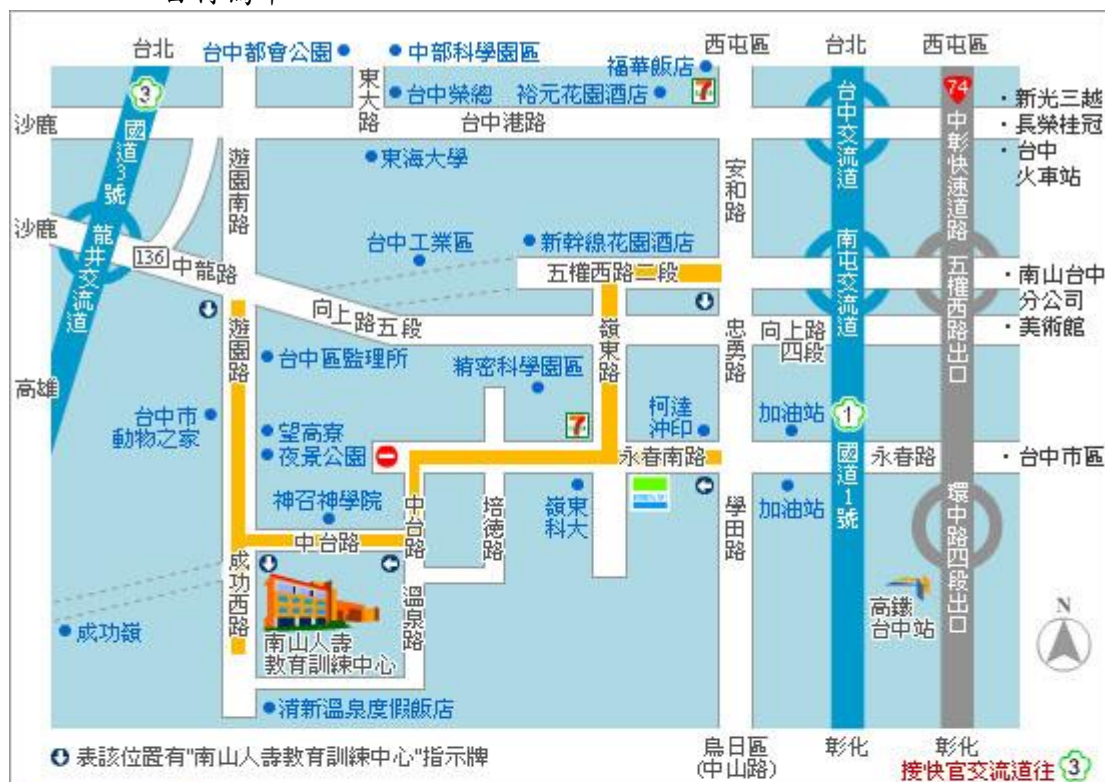 台北
台中都會公園
中部科學園區
西屯區
台北
西屯區
福華飯店
3
東大路
台中榮總
裕元花園酒店
7
74
沙鹿
台中港路
新光三越
長榮桂冠
台中
火車站
國道3號
遊園南路
東海大學
安和路
台中交流道
中彰快速道路
沙鹿
龍井交流道
136
中龍路
台中工業區
新幹線花園酒店
五權西路二段
南屯交流道
五權西路出口
南山台中
分公司
美術館
向上路五段
嶺東路
忠勇路
向上路
四段
遊園路
台中區監理所
精密科學園區
高雄
台中市
動物之家
望高寮
夜景公園
7
柯達
沖印
加油站
1
永春南路
國道1號
永春路
台中市區
神召神學院
中台路
培德路
嶺東
科大
學田路
加油站
環中路四段出口
中台路
成功西路
溫泉路
高鐵
台中站
N
成功嶺
南山人壽
教育訓練中心
清新溫泉度假飯店
表該位置有"南山人壽教育訓練中心"指示牌
烏日區
(中山路)
彰化
彰化
接快官交流道往3